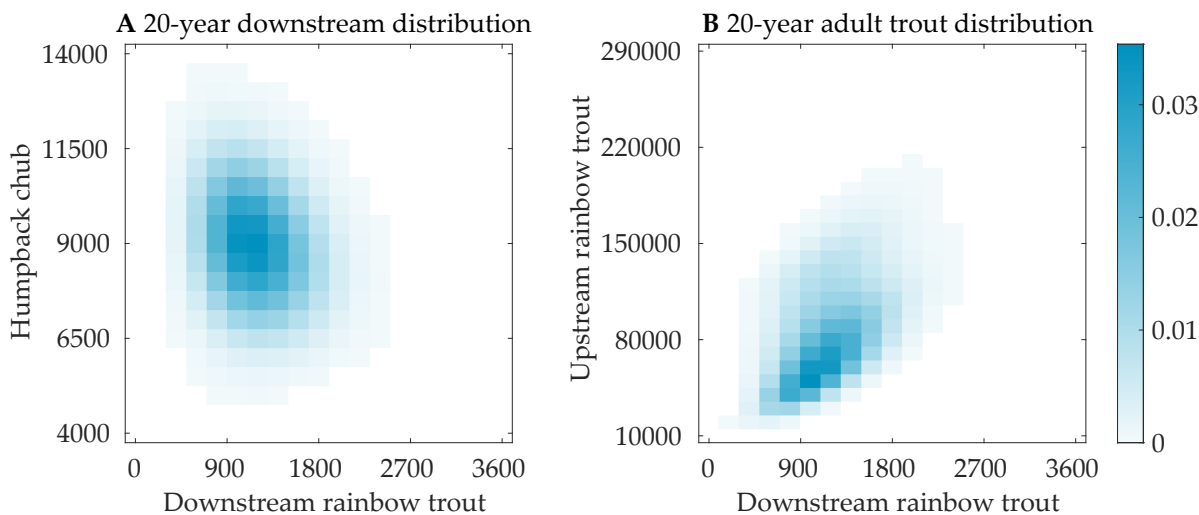 A 20-year downstream distribution
Humpback chub
14000
11500
9000
6500
4000
0 900 1800 2700 3600
Downstream rainbow trout
B 20-year adult trout distribution
Upstream rainbow trout
290000
220000
150000
80000
10000
0 900 1800 2700 3600
Downstream rainbow trout
0.03
0.02
0.01
0